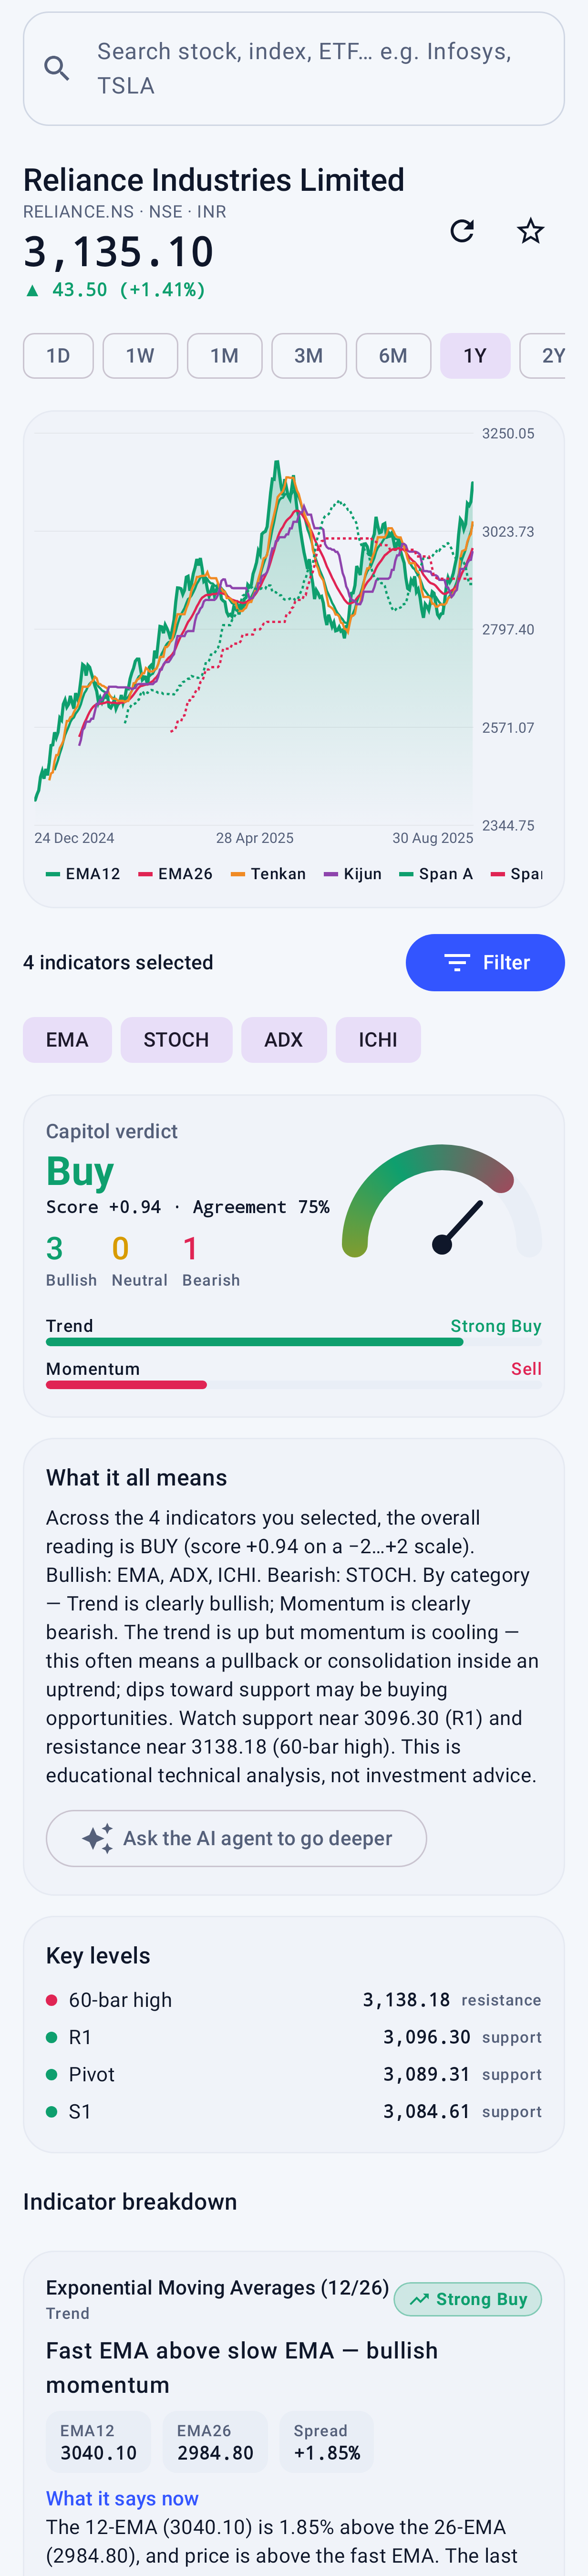 Search stock, index, ETF… e.g. Infosys,
TSLA
Reliance Industries Limited
RELIANCE.NS · NSE · INR
3,135.10
▲ 43.50 (+1.41%)
1D 1W 1M 3M 6M 1Y 2Y
3250.05
3023.73
2797.40
2571.07
2344.75
24 Dec 2024 28 Apr 2025 30 Aug 2025
EMA12 EMA26 Tenkan Kijun Span A Span
4 indicators selected
Filter
EMA STOCH ADX ICHI
Capitol verdict
Buy
Score +0.94 · Agreement 75%
3 0 1
Bullish Neutral Bearish
Trend Strong Buy
Momentum Sell
What it all means
Across the 4 indicators you selected, the overall
reading is BUY (score +0.94 on a −2…+2 scale).
Bullish: EMA, ADX, ICHI. Bearish: STOCH. By category
— Trend is clearly bullish; Momentum is clearly
bearish. The trend is up but momentum is cooling —
this often means a pullback or consolidation inside an
uptrend; dips toward support may be buying
opportunities. Watch support near 3096.30 (R1) and
resistance near 3138.18 (60-bar high). This is
educational technical analysis, not investment advice.
Ask the AI agent to go deeper
Key levels
60-bar high 3,138.18 resistance
R1 3,096.30 support
Pivot 3,089.31 support
S1 3,084.61 support
Indicator breakdown
Exponential Moving Averages (12/26)
Strong Buy
Trend
Fast EMA above slow EMA — bullish
momentum
EMA12 EMA26 Spread
3040.10 2984.80 +1.85%
What it says now
The 12-EMA (3040.10) is 1.85% above the 26-EMA
(2984.80), and price is above the fast EMA. The last